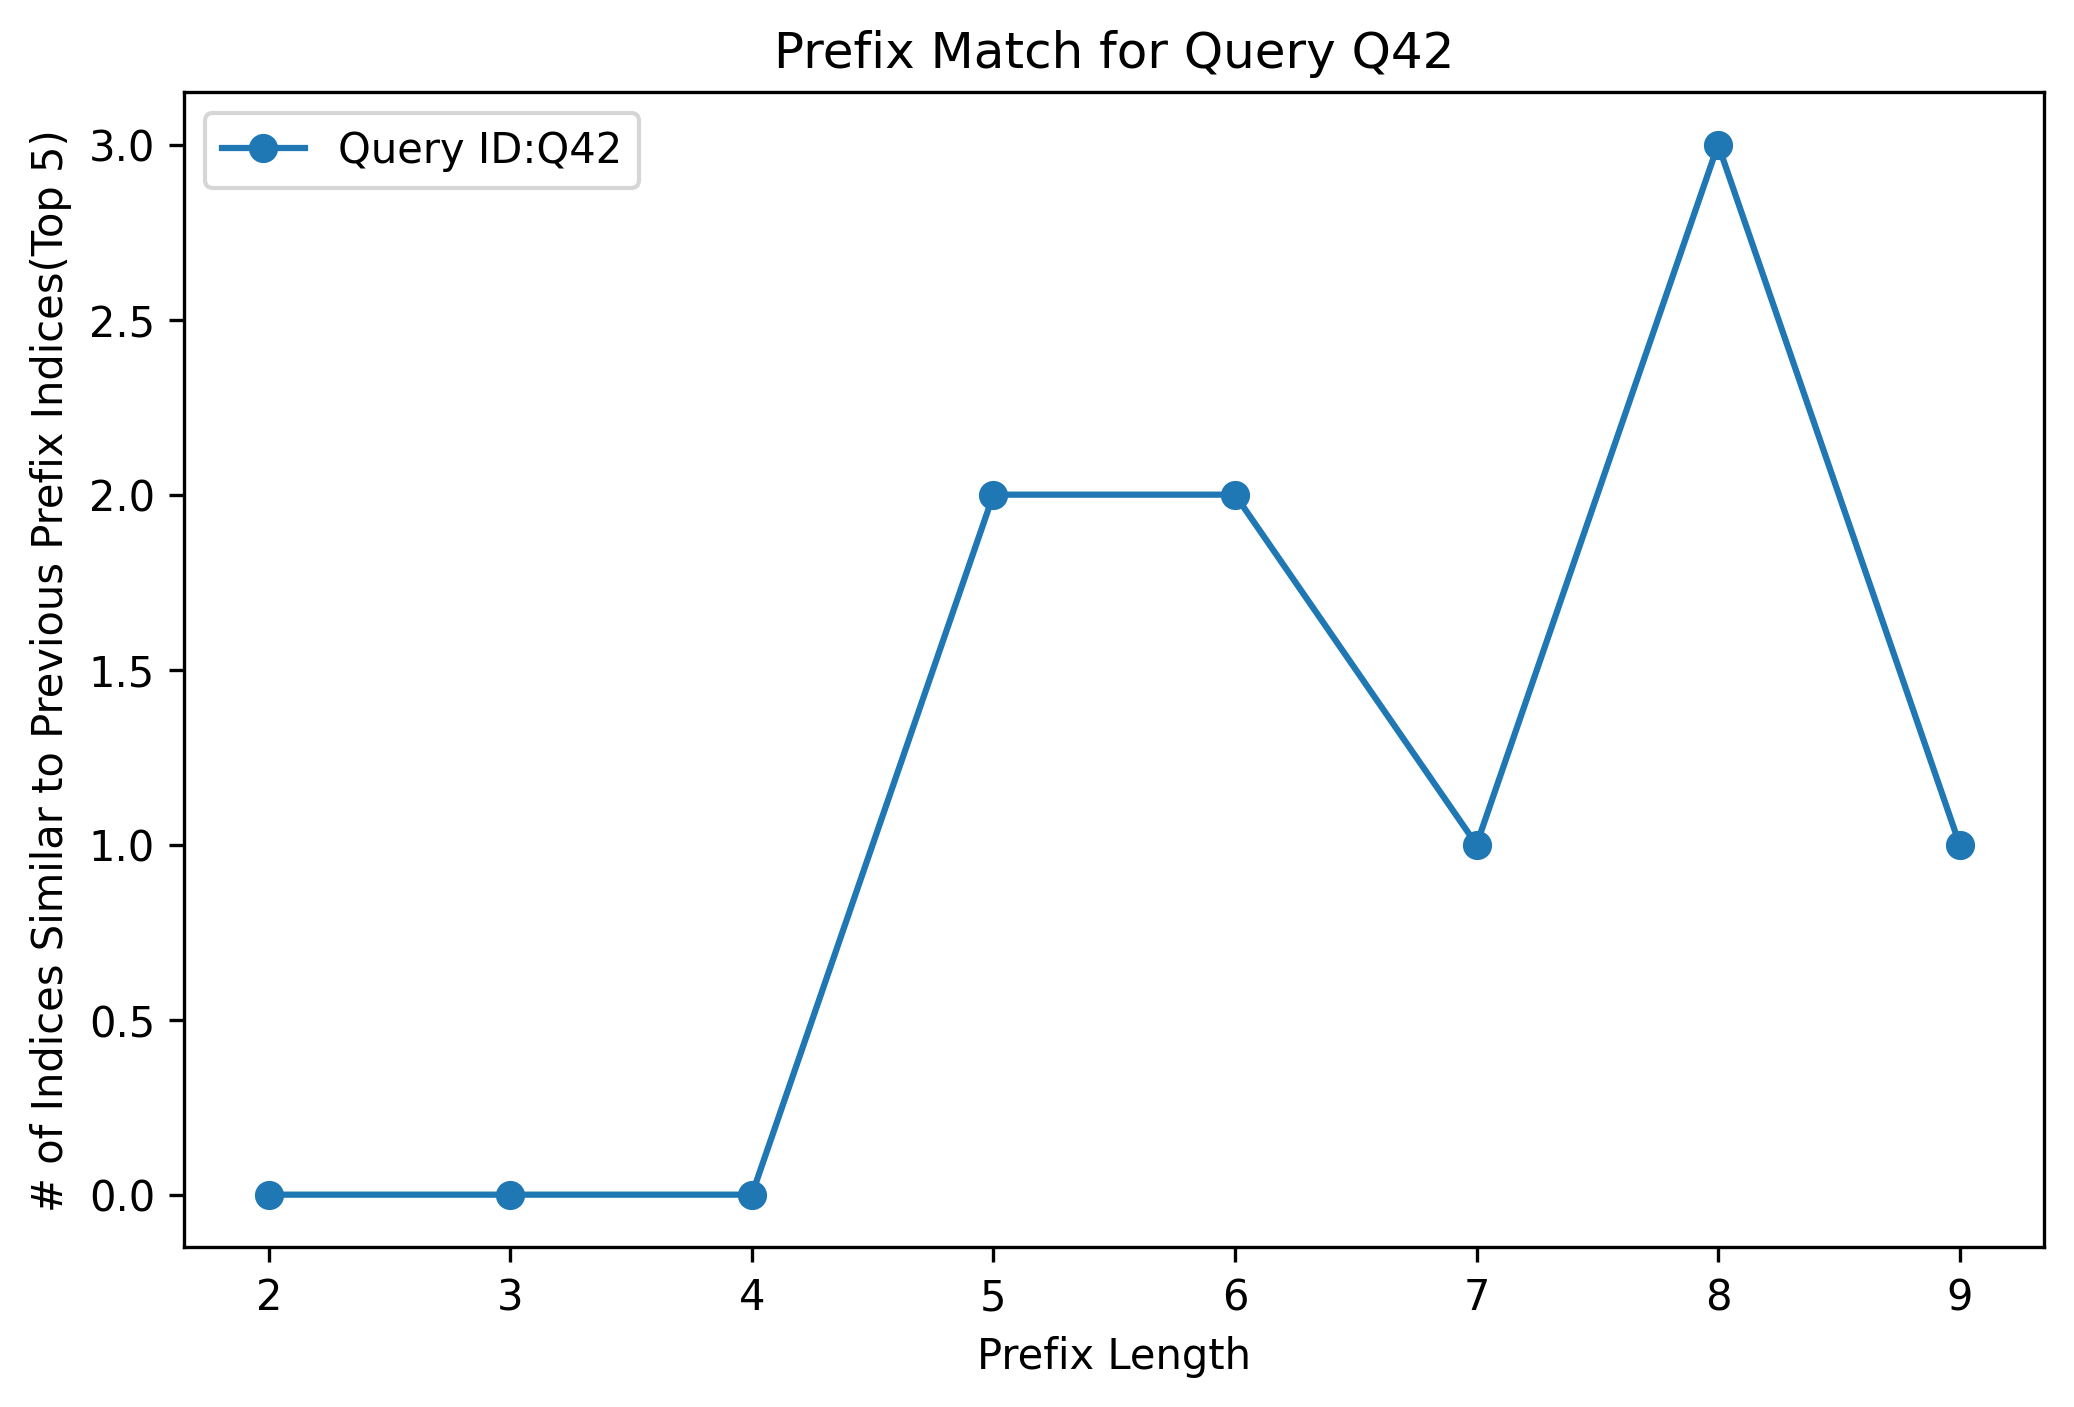 Prefix Match for Query Q42
Query ID:Q42
# of Indices Similar to Previous Prefix Indices(Top 5)
3.0
2.5
2.0
1.5
1.0
0.5
0.0
2 3 4 5 6 7 8 9
Prefix Length